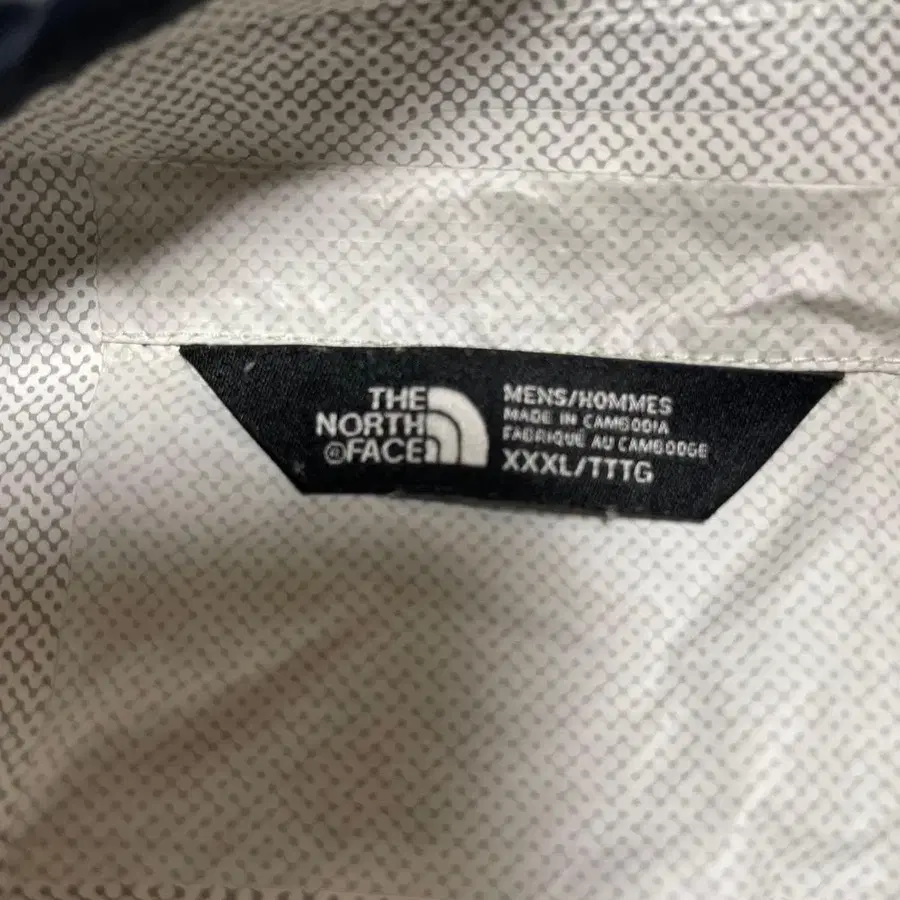 THE
NORTH
FACE
MENS/HOMMES
MADE IN CAMBODIA
FABRIQUÉ AU CAMBODGE
XXXL/TTTG